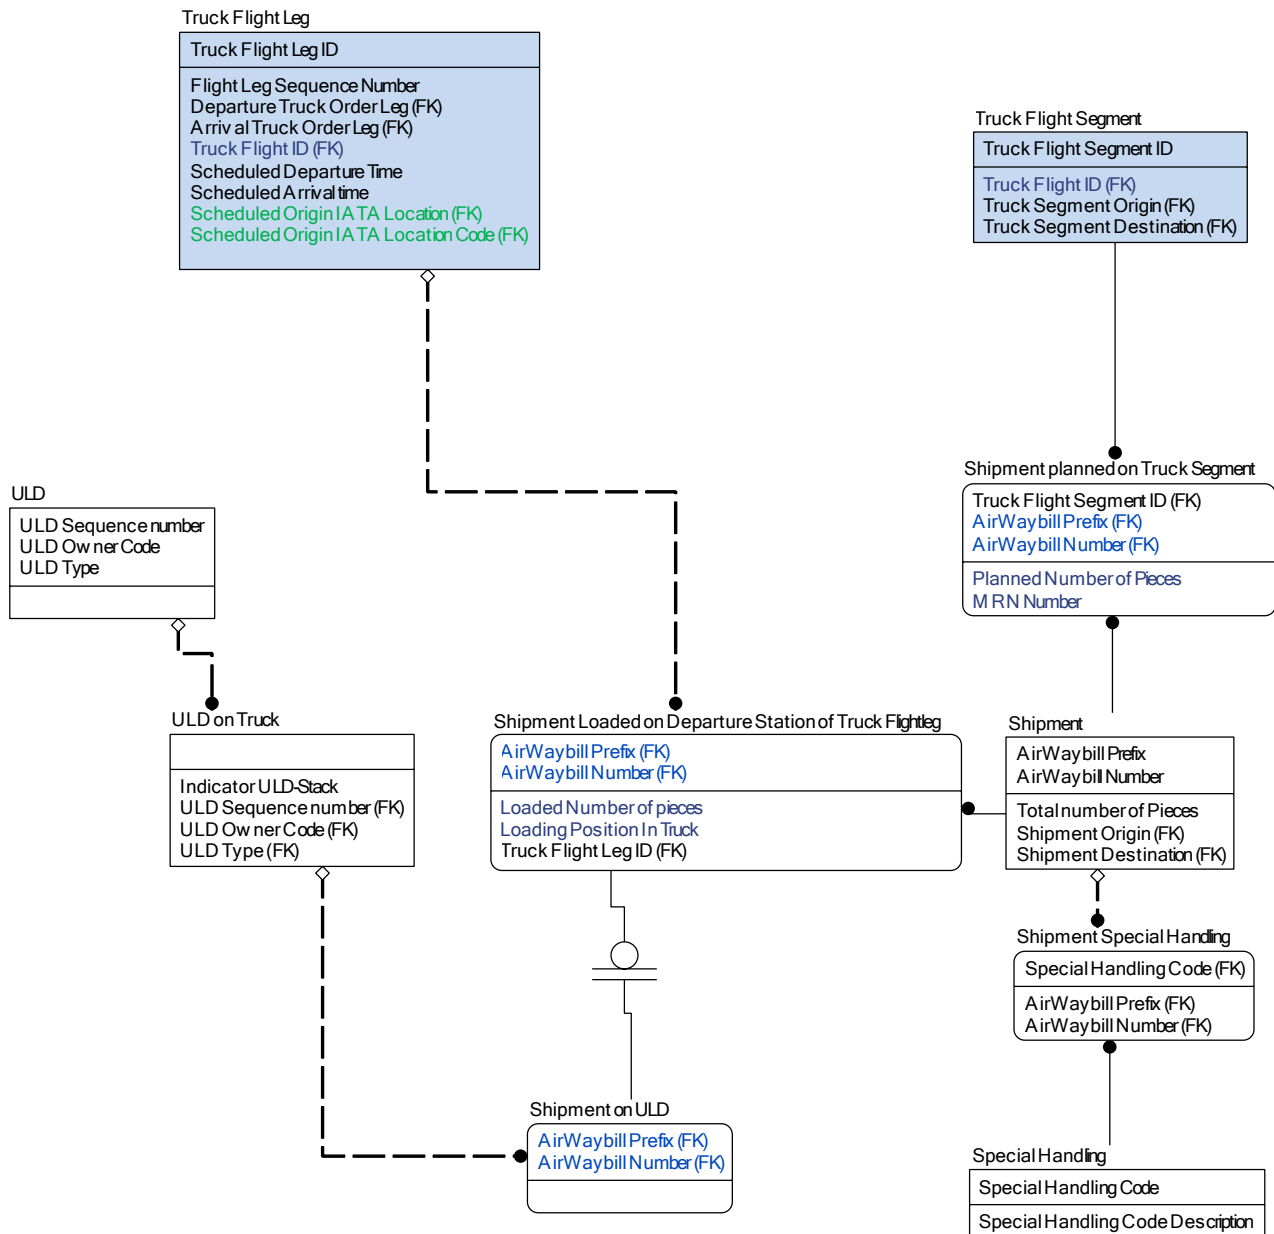 Truck Flight Leg
Truck Flight Leg ID
Flight Leg Sequence Number
Departure Truck Order Leg (FK)
Arrival Truck Order Leg (FK)
Truck Flight ID (FK)
Scheduled Departure Time
Scheduled Arrival time
Scheduled Origin IATA Location (FK)
Scheduled Origin IATA Location Code (FK)
Truck Flight Segment
Truck Flight Segment ID
Truck Flight ID (FK)
Truck Segment Origin (FK)
Truck Segment Destination (FK)
Shipment planned on Truck Segment
Truck Flight Segment ID (FK)
AirWaybill Prefix (FK)
AirWaybill Number (FK)
Planned Number of Pieces
MRN Number
ULD
ULD Sequence number
ULD Owner Code
ULD Type
ULD on Truck
Indicator ULD-Stack
ULD Sequence number (FK)
ULD Owner Code (FK)
ULD Type (FK)
Shipment Loaded on Departure Station of Truck Flightleg
AirWaybill Prefix (FK)
AirWaybill Number (FK)
Loaded Number of pieces
Loading Position In Truck
Truck Flight Leg ID (FK)
Shipment
AirWaybill Prefix
AirWaybill Number
Total number of Pieces
Shipment Origin (FK)
Shipment Destination (FK)
Shipment Special Handling
Special Handling Code (FK)
AirWaybill Prefix (FK)
AirWaybill Number (FK)
Shipment on ULD
AirWaybill Prefix (FK)
AirWaybill Number (FK)
Special Handling
Special Handling Code
Special Handling Code Description